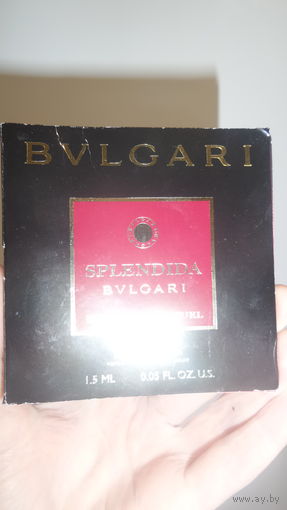 BVLGARI
SPLENDIDA
BVLGARI
1.5 ML 0.05 FL. OZ. U.S.
www.ay.by